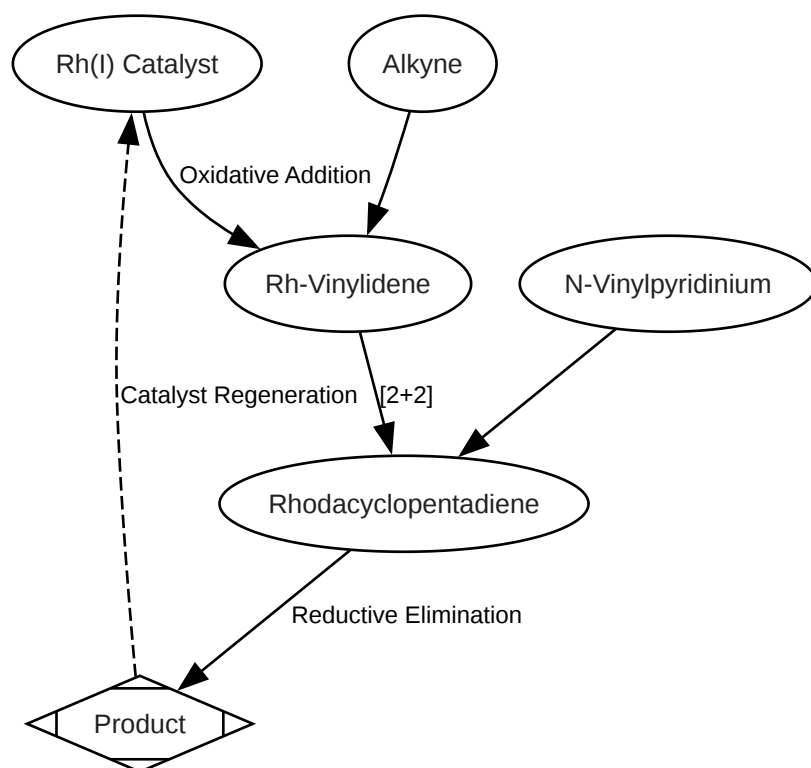 Rh(I) Catalyst
Alkyne
Oxidative Addition
Rh-Vinylidene
N-Vinylpyridinium
Catalyst Regeneration
[2+2]
Rhodacyclopentadiene
Reductive Elimination
Product